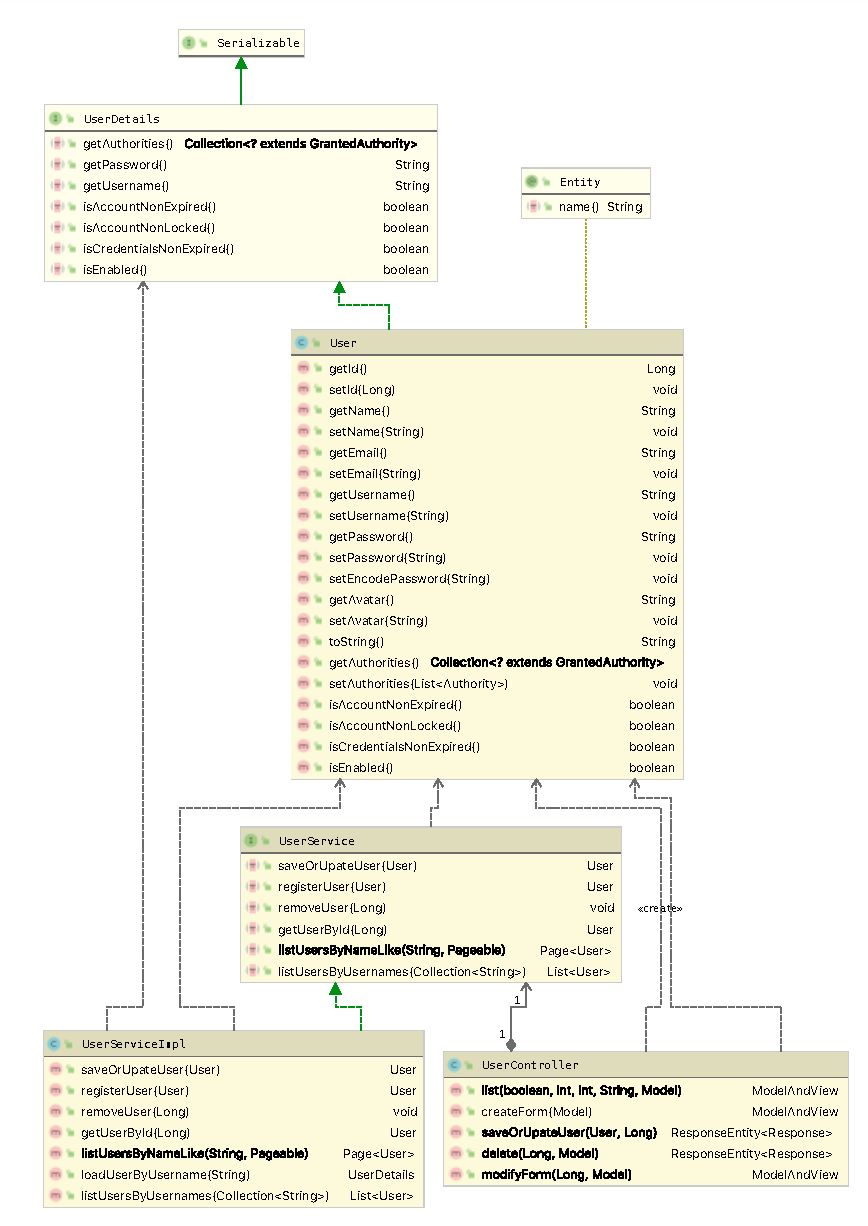 Serializable
UserDetails
getAuthorities() Collection<? extends GrantedAuthority>
getPassword() String
getUsername() String
isAccountNonExpired() boolean
isAccountNonLocked() boolean
isCredentialsNonExpired() boolean
isEnabled() boolean
Entity
name() String
User
getId() Long
setId(Long) void
getName() String
setName(String) void
getEmail() String
setEmail(String) void
getUsername() String
setUsername(String) void
getPassword() String
setPassword(String) void
setEncodePassword(String) void
getAvatar() String
setAvatar(String) void
toString() String
getAuthorities() Collection<? extends GrantedAuthority>
setAuthorities(List<Authority>) void
isAccountNonExpired() boolean
isAccountNonLocked() boolean
isCredentialsNonExpired() boolean
isEnabled() boolean
UserService
saveOrUpateUser(User) User
registerUser(User) User
removeUser(Long) void
getUserById(Long) User
listUsersByNameLike(String, Pageable) Page<User>
listUsersByUsernames(Collection<String>) List<User>
«create»
1
1
UserServiceImpl
saveOrUpateUser(User) User
registerUser(User) User
removeUser(Long) void
getUserById(Long) User
listUsersByNameLike(String, Pageable) Page<User>
loadUserByUsername(String) UserDetails
listUsersByUsernames(Collection<String>) List<User>
UserController
list(boolean, int, int, String, Model) ModelAndView
createForm(Model) ModelAndView
saveOrUpateUser(User, Long) ResponseEntity<Response>
delete(Long, Model) ResponseEntity<Response>
modifyForm(Long, Model) ModelAndView